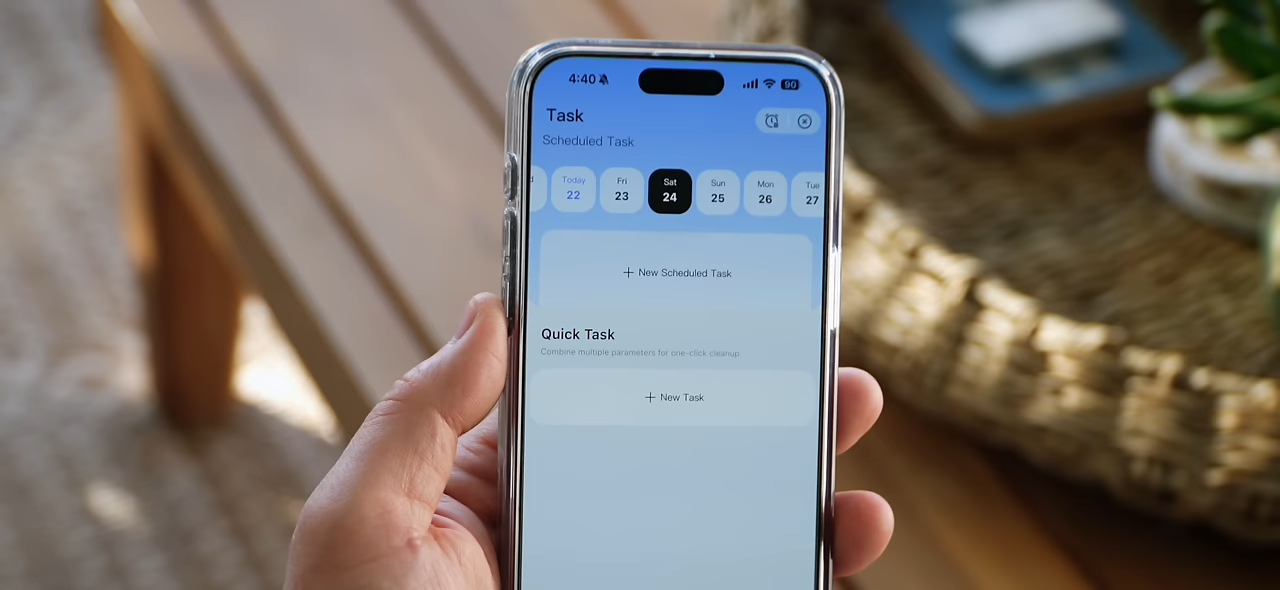 4:40
90
Task
Scheduled Task
Today Fri Sat Sun Mon Tue
22 23 24 25 26 27
+ New Scheduled Task
Quick Task
Combine multiple parameters for one-click cleanup
+ New Task